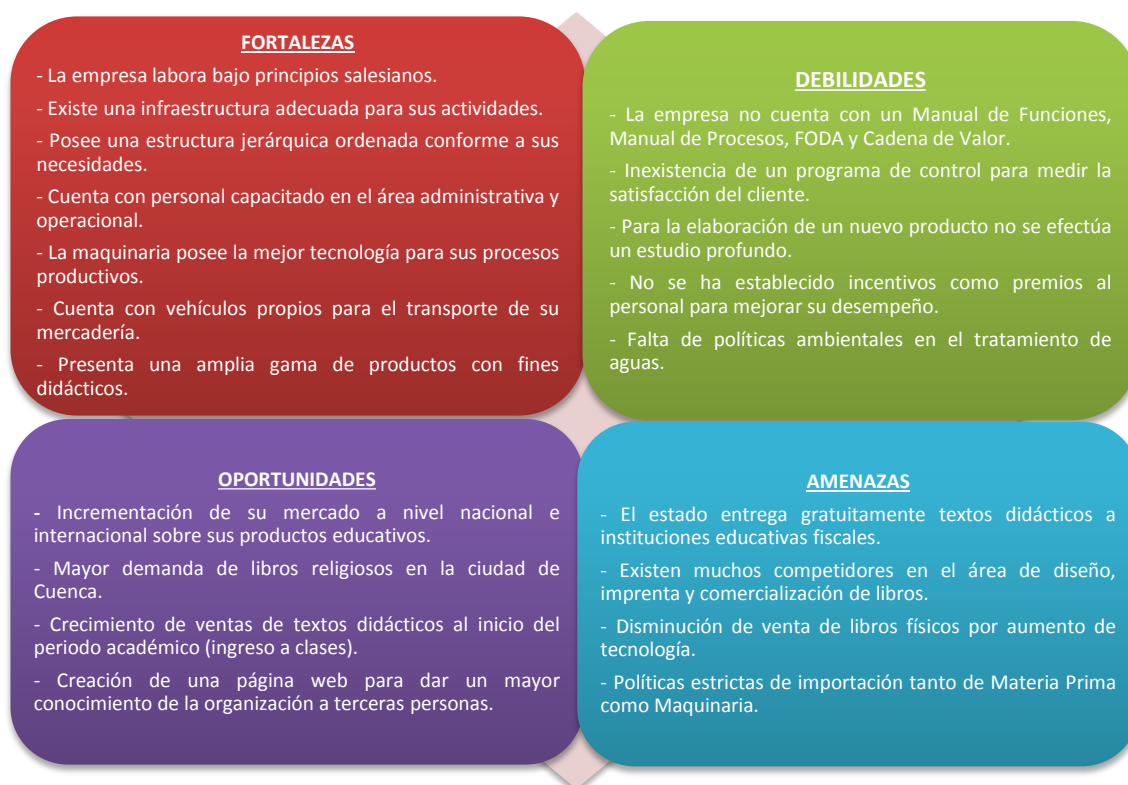 FORTALEZAS
- La empresa labora bajo principios salesianos.
- Existe una infraestructura adecuada para sus actividades.
- Posee una estructura jerárquica ordenada conforme a sus
necesidades.
- Cuenta con personal capacitado en el área administrativa y
operacional.
- La maquinaria posee la mejor tecnología para sus procesos
productivos.
- Cuenta con vehículos propios para el transporte de su
mercadería.
- Presenta una amplia gama de productos con fines
didácticos.
DEBILIDADES
- La empresa no cuenta con un Manual de Funciones,
Manual de Procesos, FODA y Cadena de Valor.
- Inexistencia de un programa de control para medir la
satisfacción del cliente.
- Para la elaboración de un nuevo producto no se efectúa
un estudio profundo.
- No se ha establecido incentivos como premios al
personal para mejorar su desempeño.
- Falta de políticas ambientales en el tratamiento de
aguas.
OPORTUNIDADES
- Incrementación de su mercado a nivel nacional e
internacional sobre sus productos educativos.
- Mayor demanda de libros religiosos en la ciudad de
Cuenca.
- Crecimiento de ventas de textos didácticos al inicio del
periodo académico (ingreso a clases).
- Creación de una página web para dar un mayor
conocimiento de la organización a terceras personas.
AMENAZAS
- El estado entrega gratuitamente textos didácticos a
instituciones educativas fiscales.
- Existen muchos competidores en el área de diseño,
imprenta y comercialización de libros.
- Disminución de venta de libros físicos por aumento de
tecnología.
- Políticas estrictas de importación tanto de Materia Prima
como Maquinaria.